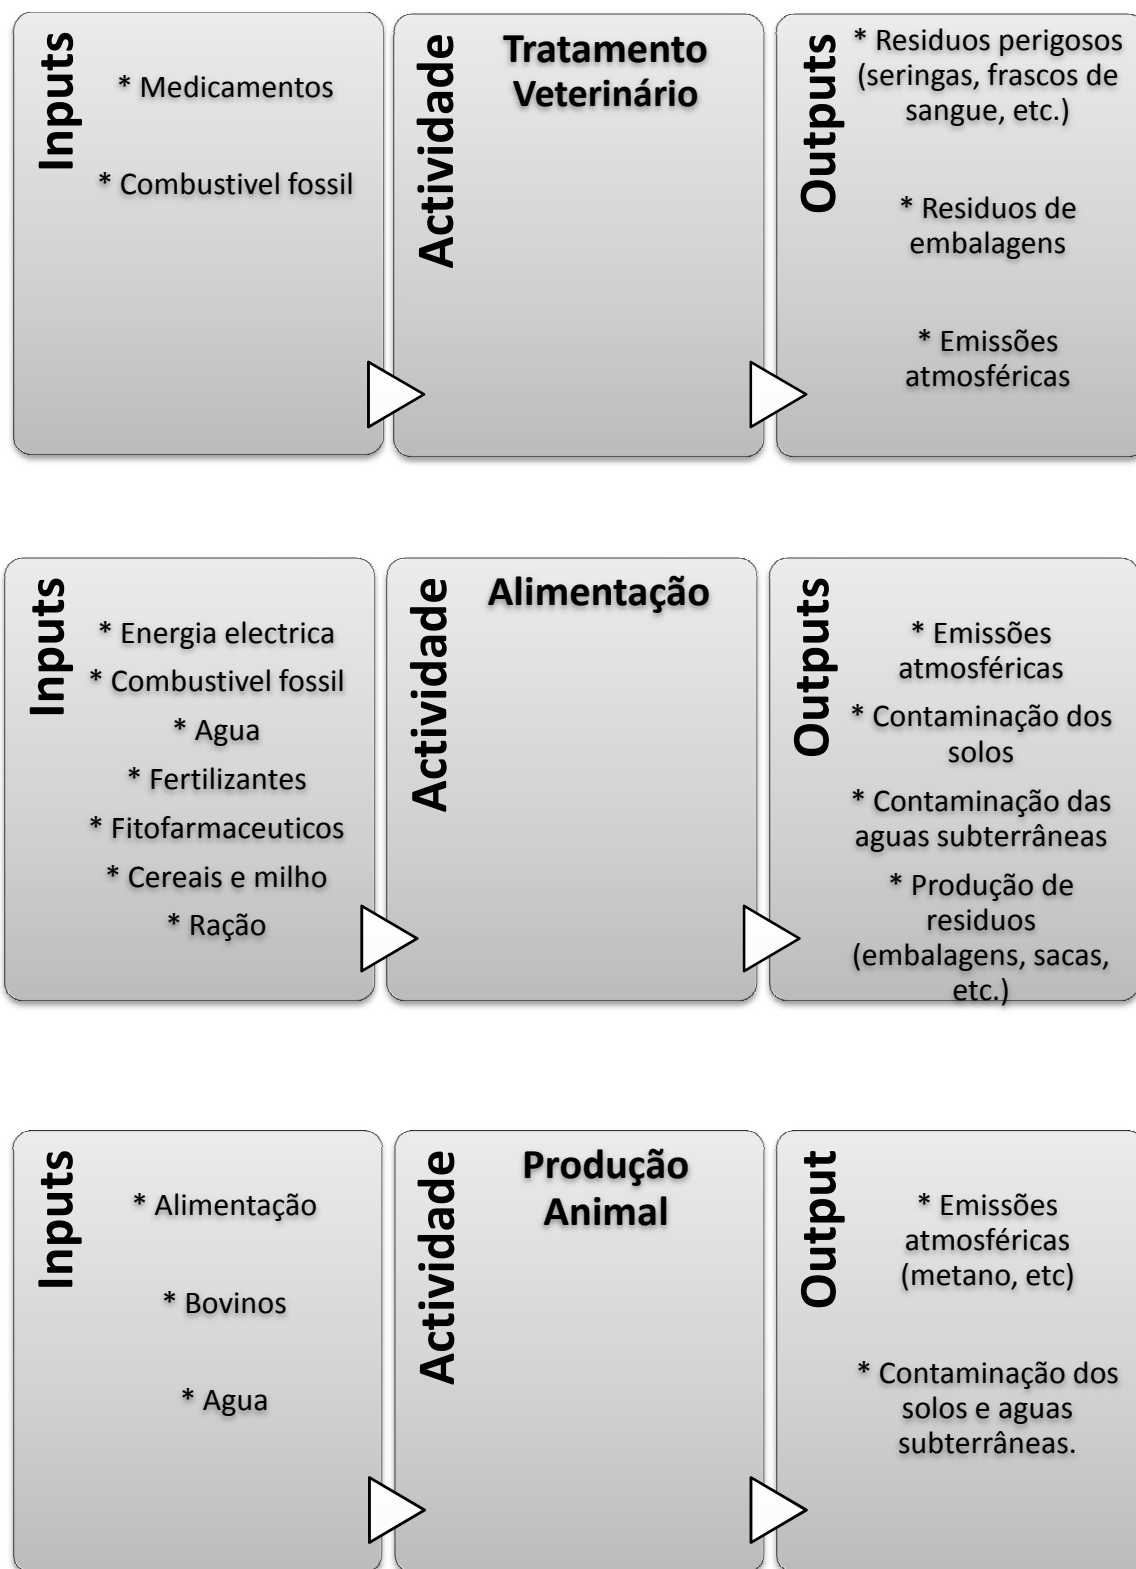 Inputs
* Medicamentos
* Combustivel fossil
Actividade
Tratamento
Veterinário
Outputs
* Residuos perigosos
(seringas, frascos de
sangue, etc.)
* Residuos de
embalagens
* Emissões
atmosféricas
Inputs
* Energia electrica
* Combustivel fossil
* Agua
* Fertilizantes
* Fitofarmaceuticos
* Cereais e milho
* Ração
Actividade
Alimentação
Outputs
* Emissões
atmosféricas
* Contaminação dos
solos
* Contaminação das
aguas subterrâneas
* Produção de
residuos
(embalagens, sacas,
etc.)
Inputs
* Alimentação
* Bovinos
* Agua
Actividade
Produção
Animal
Output
* Emissões
atmosféricas
(metano, etc)
* Contaminação dos
solos e aguas
subterrâneas.